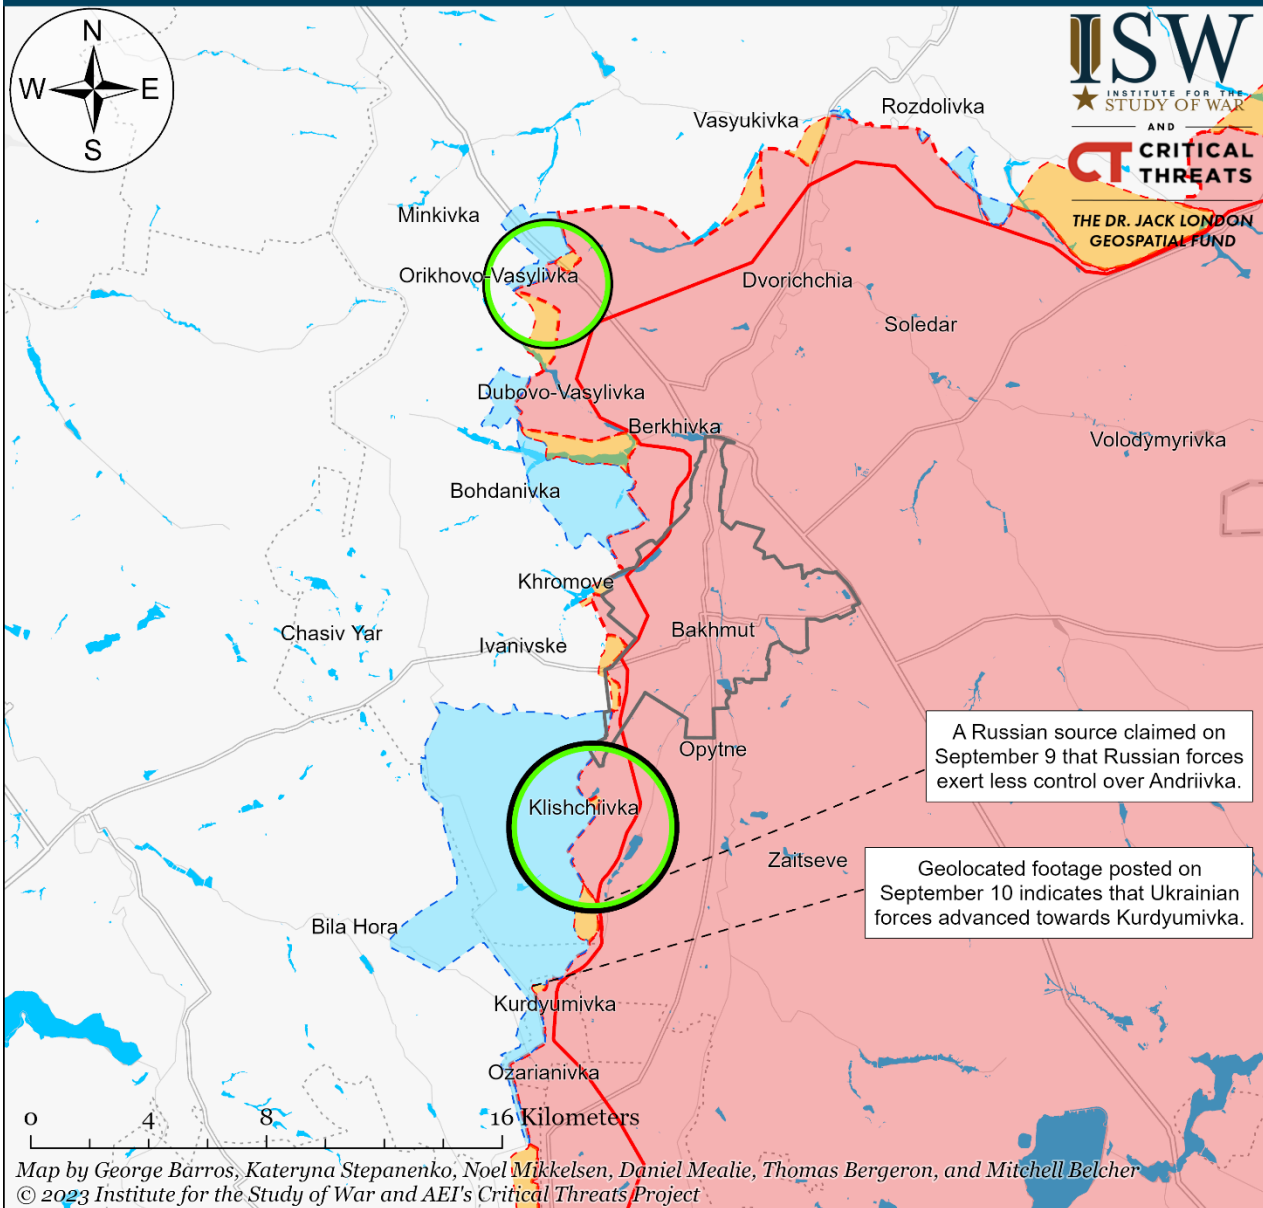 N
W E
S
ISW
INSTITUTE FOR THE
STUDY OF WAR
AND
CT CRITICAL
THREATS
THE DR. JACK LONDON
GEOSPATIAL FUND
Rozdolivka
Vasyukivka
Minkivka
Orikhovo-Vasylivka
Dvorichchia
Soledar
Dubovo-Vasylivka
Berkhivka
Volodymyrivka
Bohdanivka
Khromove
Chasiv Yar
Bakhmut
Ivanivske
Opytne
A Russian source claimed on
September 9 that Russian forces
exert less control over Andriivka.
Klishchiivka
Zaitseve
Geolocated footage posted on
September 10 indicates that Ukrainian
forces advanced towards Kurdyumivka.
Bila Hora
Kurdyumivka
Ozarianivka
0 4 8 16 Kilometers
Map by George Barros, Kateryna Stepanenko, Noel Mikkelsen, Daniel Mealie, Thomas Bergeron, and Mitchell Belcher
© 2023 Institute for the Study of War and AEI's Critical Threats Project